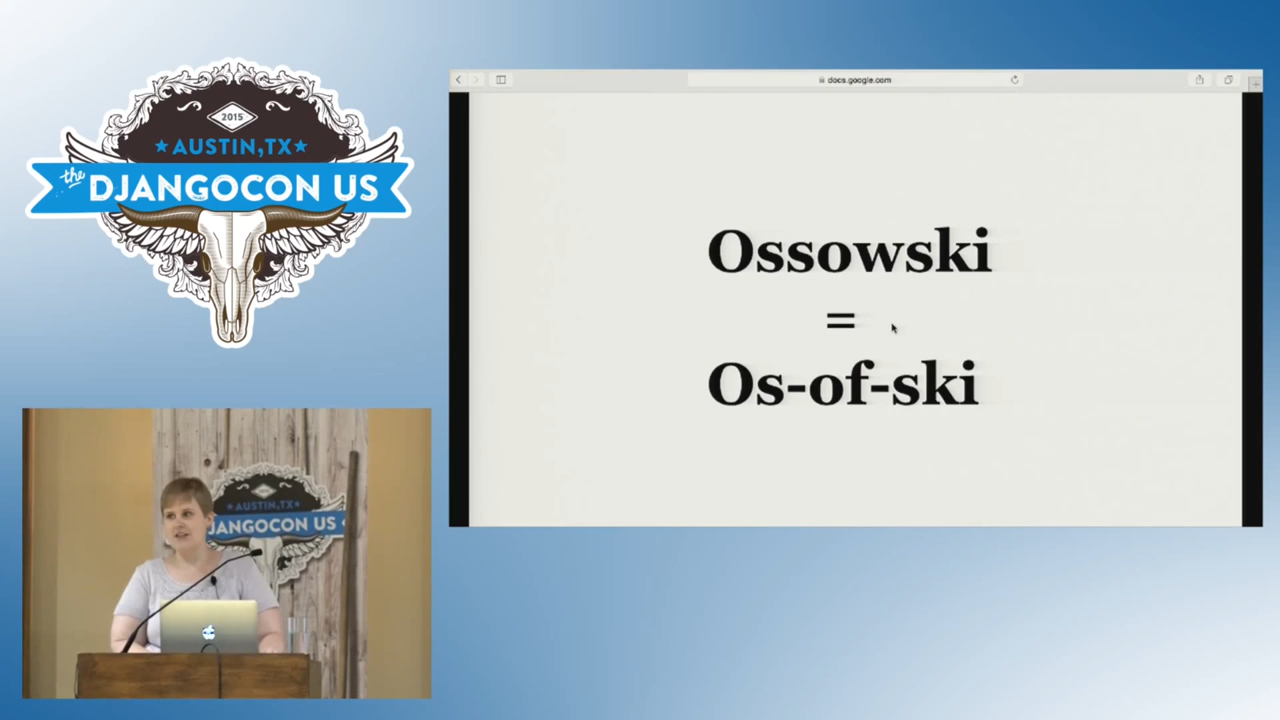 2015
AUSTIN,TX
the
DJANGOCON US
docs.google.com
Ossowski
=
Os-of-ski
AUSTIN,TX
DJANGOCON US